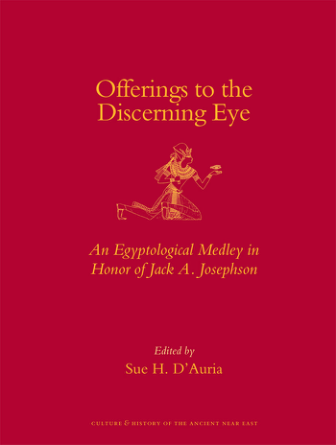 Offerings to the
Discerning Eye
An Egyptological Medley in
Honor of Jack A. Josephson
Edited by
Sue H. D'Auria
CULTURE & HISTORY OF THE ANCIENT NEAR EAST